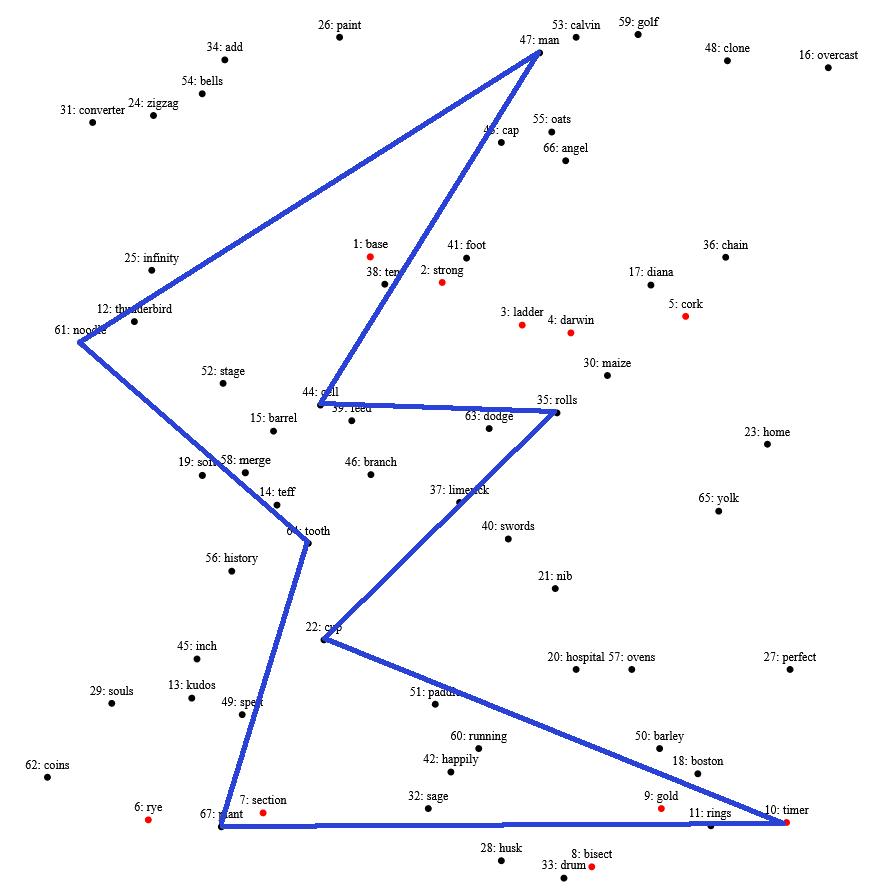 59: golf
26: paint
53: calvin
47: man
34: add
48: clone
16: overcast
54: bells
31: converter
24: zigzag
55: oats
43: cap
66: angel
1: base
41: foot
36: chain
25: infinity
38: ten
2: strong
17: diana
12: thunderbird
3: ladder
4: darwin
5: cork
61: noodle
52: stage
30: maize
44: cell
35: rolls
15: barrel
39: feed
63: dodge
23: home
19: soft
58: merge
46: branch
14: teff
37: limerick
65: yolk
64: tooth
40: swords
56: history
21: nib
22: cup
45: inch
20: hospital
57: ovens
27: perfect
29: souls
13: kudos
49: spent
51: paddle
60: running
50: barley
62: coins
42: happily
18: boston
6: rye
7: section
67: plant
32: sage
9: gold
11: rings
10: timer
28: husk
33: drum
8: bisect